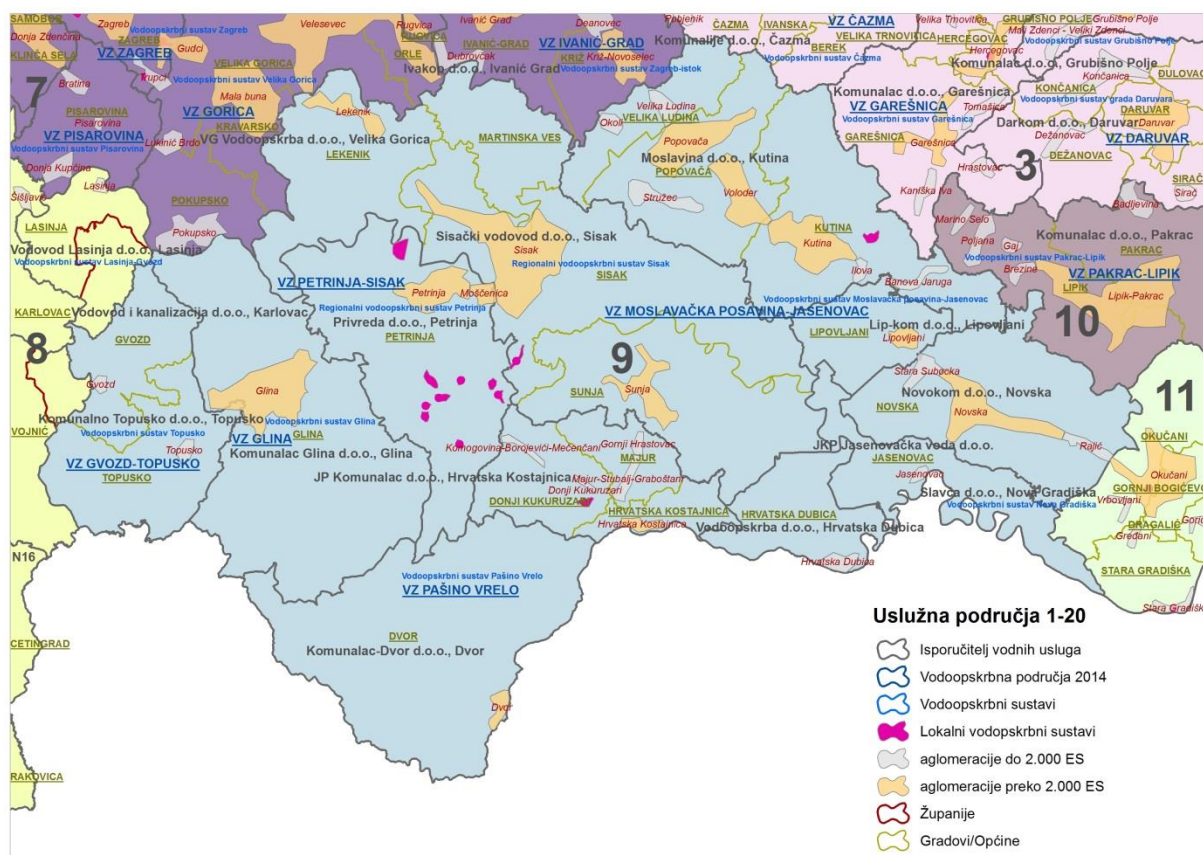 SAMOBOR
Zagreb
Vodoopskrbni sustav Zagreb
Velesevec
Rugvica
Ivanić Grad
Deanovec
Pobjenik
ČAZMA
IVANSKA
VZ ČAZMA
Velika Trnovitica
GRUBIŠNO POLJE
Grubišno Polje
Donja Zdenčina
ZAGREB
RUGVICA
VELIKA TRNOVITICA
HERCEGOVAC
Mali Zdenci - Veliki Zdenci
KLINČA SELA
VZ ZAGREB
Gudci
ORLE
IVANIĆ-GRAD
VZ IVANIĆ-GRAD
Komunalije d.o.o., Čazma
BEREK
Hercegovac
Vodoopskrbni sustav Grubišno Polje
Dubrovčak
KRIŽ
Križ-Novoselec
Vodoopskrbni sustav Čazma
Komunalac d.o.o., Grubišno Polje
VELIKA GORICA
Ivakop d.o.o., Ivanić Grad
Vodoopskrbni sustav Zagreb-istok
7
Bratina
Trupci
Vodoopskrbni sustav Velika Gorica
Komunalac d.o.o., Garešnica
Končanica
KONČANICA
ĐULOVAC
Mala buna
Lekenik
Velika Ludina
VELIKA LUDINA
VZ GAREŠNICA
Tomašica
Vodoopskrbni sustav grada Daruvara
PISAROVINA
Pisarovina
VZ GORICA
Okoli
Vodoopskrbni sustav Garešnica
Darkom d.o.o., Daruvar
DARUVAR
Daruvar
VZ PISAROVINA
KRAVARSKO
MARTINSKA VES
Popovača
GAREŠNICA
Garešnica
Dežanovac
VZ DARUVAR
Vodoopskrbni sustav Pisarovina
Lukinić Brdo
VG Vodoopskrba d.o.o., Velika Gorica
Moslavina d.o.o., Kutina
DEŽANOVAC
LEKENIK
POPOVAČA
3
Donja Kupčina
Hrastovac
SIRAČ
Sirač
Šišljavić
Lasinja
POKUPSKO
Stružec
Voloder
Kaniška Iva
Badljevina
LASINJA
Pokupsko
Marino Selo
Komunalac d.o.o., Pakrac
Sisački vodovod d.o.o., Sisak
KUTINA
Poljana
Gaj
PAKRAC
Vodovod Lasinja d.o.o., Lasinja
Sisak
Kutina
Vodoopskrbni sustav Pakrac-Lipik
Vodoopskrbni sustav Lasinja-Gvozd
Regionalni vodoopskrbni sustav Sisak
Ilova
Brezine
VZ PAKRAC-LIPIK
SISAK
Banova Jaruga
LIPIK
VZ PETRINJA-SISAK
Petrinja
Moščenica
Lipik-Pakrac
KARLOVAC
Vodovod i kanalizacija d.o.o., Karlovac
Regionalni vodoopskrbni sustav Petrinja
VZ MOSLAVAČKA POSAVINA-JASENOVAC
Vodoopskrbni sustav Moslavačka posavina-Jasenovac
10
Privreda d.o.o., Petrinja
LIPOVLJANI
Lip-kom d.o.o., Lipovljani
8
GVOZD
PETRINJA
Lipovljani
9
11
Gvozd
Glina
SUNJA
Sunja
Stara Subocka
Novokom d.o.o., Novska
Komunalno Topusko d.o.o., Topusko
Vodoopskrbni sustav Glina
NOVSKA
Novska
VOJNIĆ
Vodoopskrbni sustav Topusko
VZ GLINA
GLINA
OKUČANI
Topusko
Komunalac Glina d.o.o., Glina
Komogovina-Borojevići-Mečenčani
Gornji Hrastovac
JKP Jasenovačka voda d.o.o.
Rajić
VZ GVOZD-TOPUSKO
MAJUR
JASENOVAC
TOPUSKO
JP Komunalac d.o.o., Hrvatska Kostajnica
Majur-Stubalj-Graboštani
Jasenovac
Okučani
Donji Kukuruzari
GORNJI BOGIĆEVCI
DONJI KUKURUZARI
Slavča d.o.o., Nova Gradiška
Vrbovljani
HRVATSKA KOSTAJNICA
HRVATSKA DUBICA
Vodoopskrbni sustav Nova Gradiška
Hrvatska Kostajnica
Vodoopskrba d.o.o., Hrvatska Dubica
DRAGALIĆ
Gređani
N16
Hrvatska Dubica
STARA GRADIŠKA
Vodoopskrbni sustav Pašino Vrelo
VZ PAŠINO VRELO
Stara Gradiška
CETINGRAD
DVOR
Komunalac-Dvor d.o.o., Dvor
Dvor
RAKOVICA
Uslužna područja 1-20
Isporučitelj vodnih usluga
Vodoopskrbna područja 2014
Vodoopskrbni sustavi
Lokalni vodopskrbni sustavi
aglomeracije do 2.000 ES
aglomeracije preko 2.000 ES
Županije
Gradovi/Općine